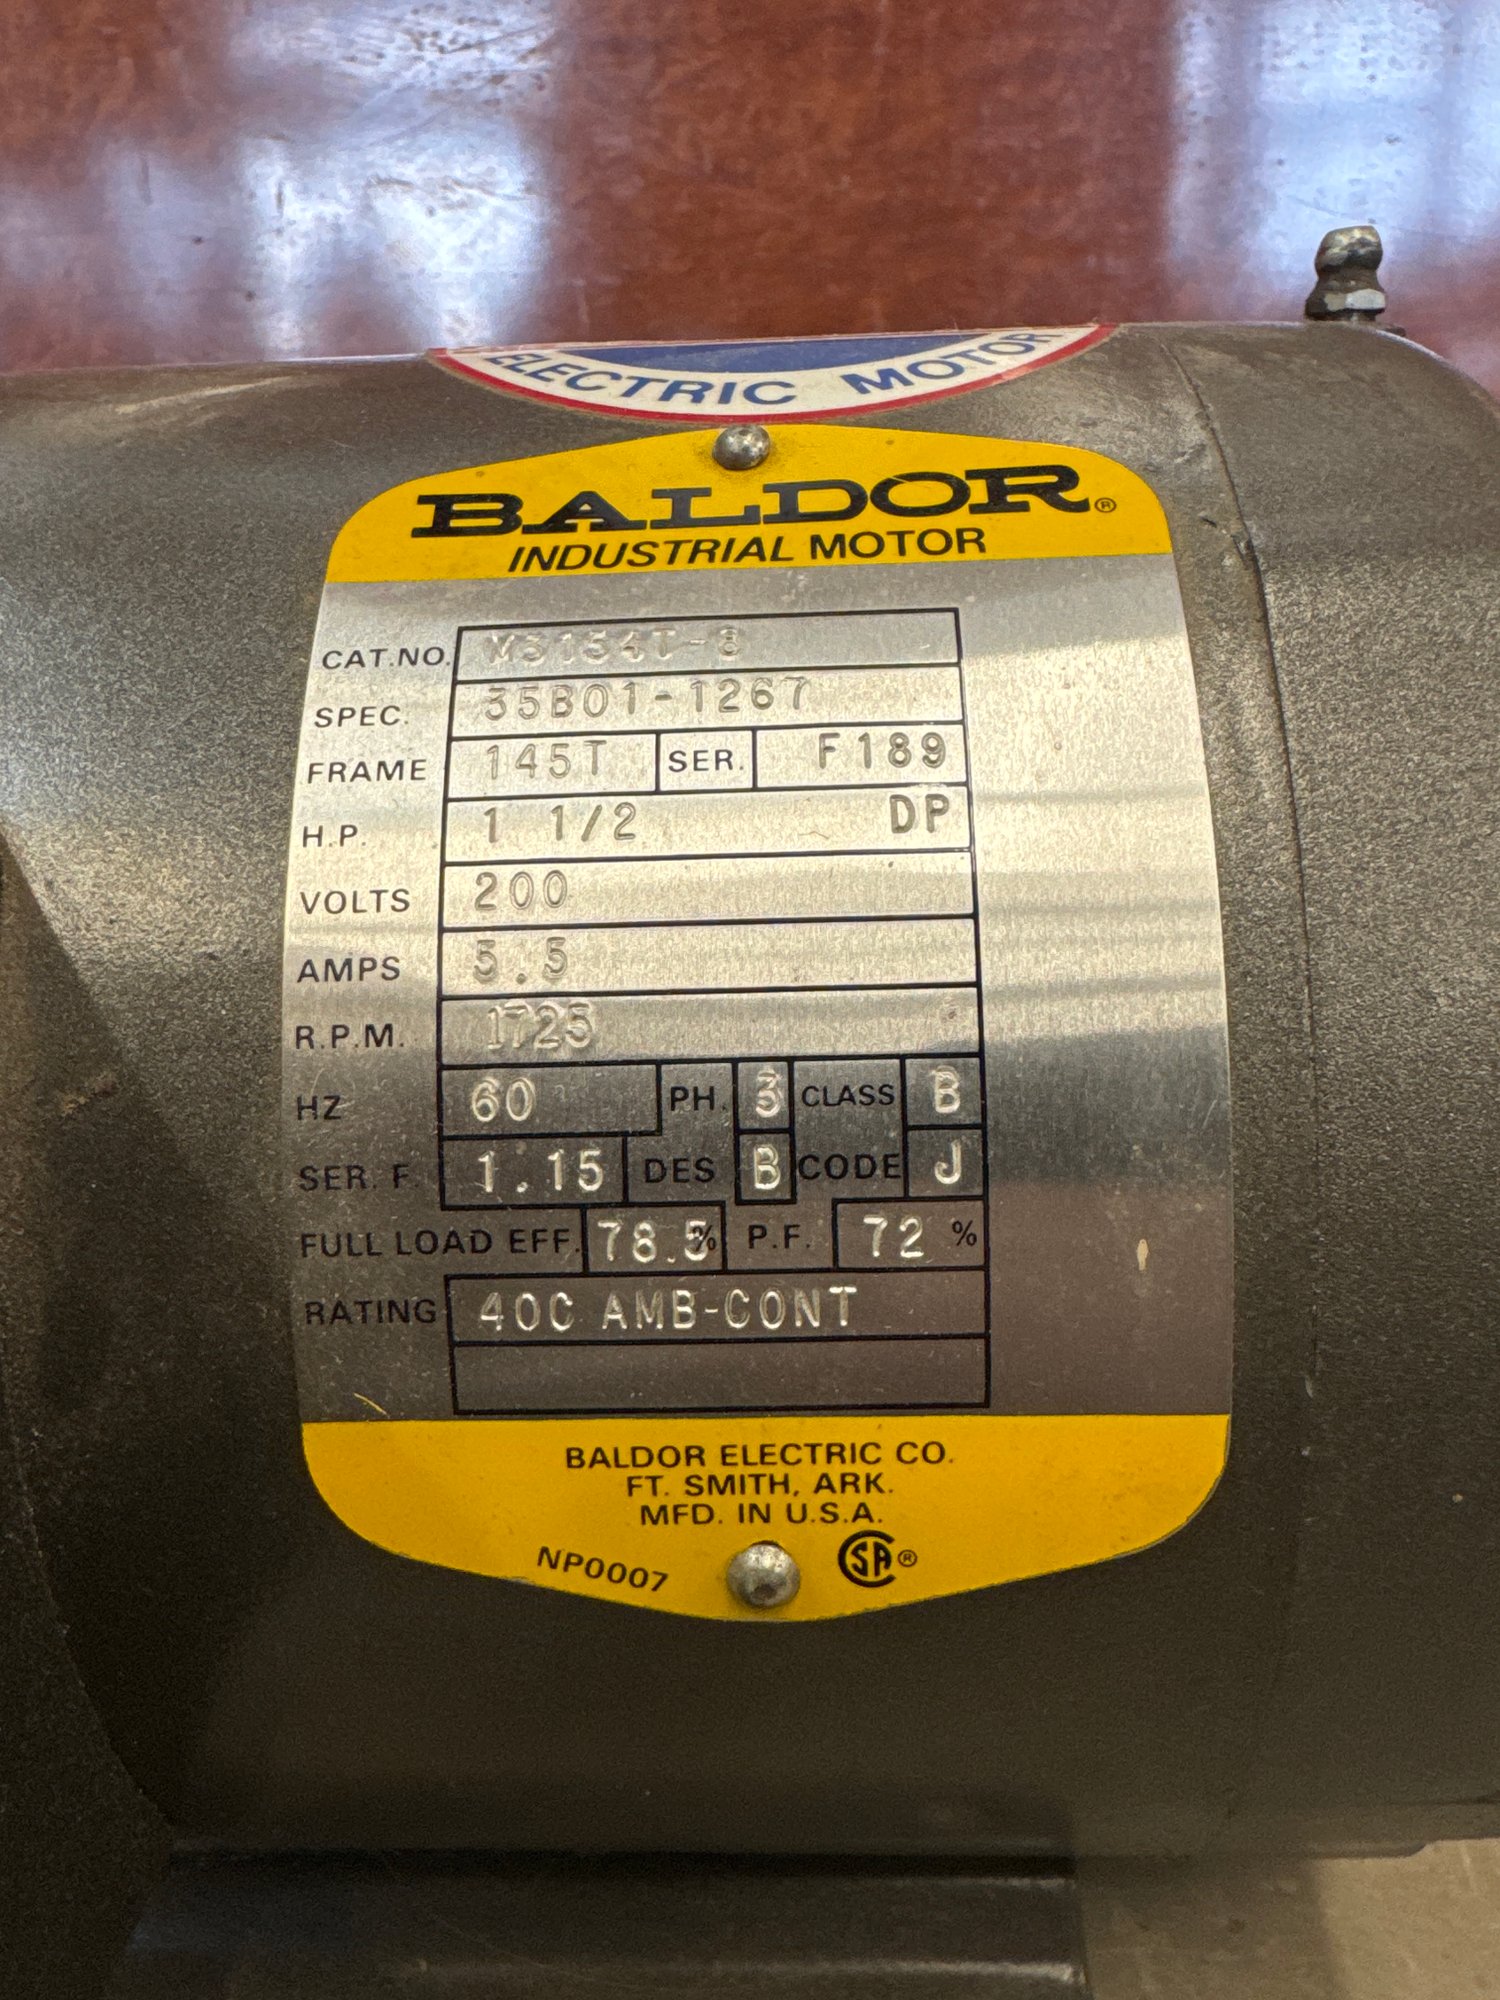 ELECTRIC MOTOR
BALDOR®
INDUSTRIAL MOTOR
CAT.NO. M3154T-8
SPEC. 35B01-1267
FRAME 145T SER. F189
H.P. 1 1/2 DP
VOLTS 200
AMPS 5.5
R.P.M. 1725
HZ 60 PH. 3 CLASS B
SER. F. 1.15 DES B CODE J
FULL LOAD EFF. 78.5% P.F. 72 %
RATING 40C AMB-CONT
BALDOR ELECTRIC CO.
FT. SMITH, ARK.
MFD. IN U.S.A.
NP0007 SA®